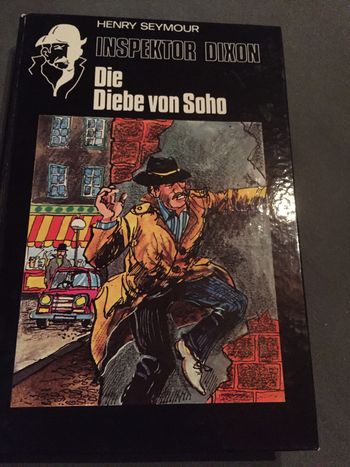 HENRY SEYMOUR
INSPEKTOR DIXON
Die
Diebe von Soho